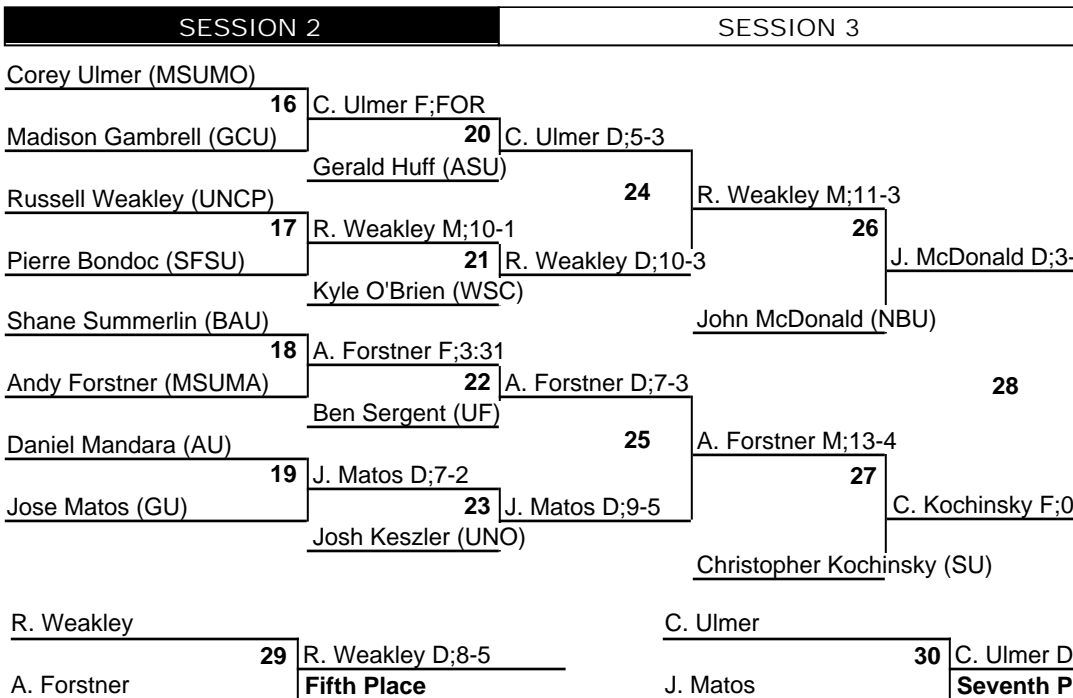 SESSION 2 SESSION 3
Corey Ulmer (MSUMO)
16 C. Ulmer F;FOR
Madison Gambrell (GCU) 20 C. Ulmer D;5-3
Gerald Huff (ASU)
24 R. Weakley M;11-3
Russell Weakley (UNCP)
17 R. Weakley M;10-1 26
Pierre Bondoc (SFSU) 21 R. Weakley D;10-3 J. McDonald D;3-
Kyle O'Brien (WSC)
Shane Summerlin (BAU) John McDonald (NBU)
18 A. Forstner F;3:31
Andy Forstner (MSUMA) 22 A. Forstner D;7-3 28
Ben Sergent (UF)
Daniel Mandara (AU) 25 A. Forstner M;13-4
19 J. Matos D;7-2 27
Jose Matos (GU) 23 J. Matos D;9-5 C. Kochinsky F;0
Josh Keszler (UNO)
Christopher Kochinsky (SU)
R. Weakley C. Ulmer
29 R. Weakley D;8-5 30 C. Ulmer D
A. Forstner Fifth Place J. Matos Seventh P